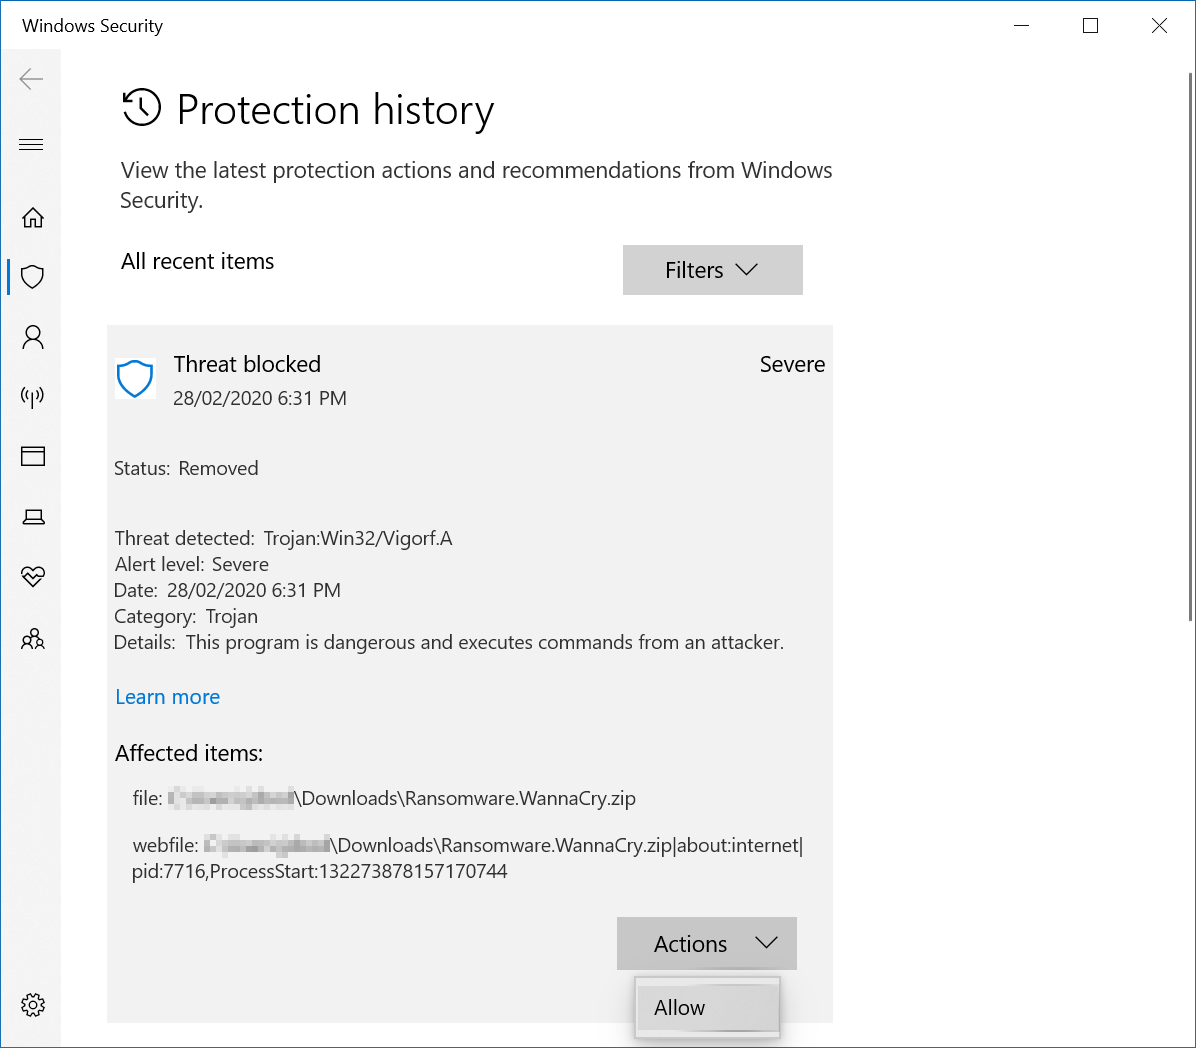 Windows Security
Protection history
View the latest protection actions and recommendations from Windows
Security.
All recent items
Filters
Threat blocked
Severe
28/02/2020 6:31 PM
Status: Removed
Threat detected: Trojan:Win32/Vigorf.A
Alert level: Severe
Date: 28/02/2020 6:31 PM
Category: Trojan
Details: This program is dangerous and executes commands from an attacker.
Learn more
Affected items:
file: \Downloads\Ransomware.WannaCry.zip
webfile: \Downloads\Ransomware.WannaCry.zip|about:internet|
pid:7716,ProcessStart:132273878157170744
Actions
Allow